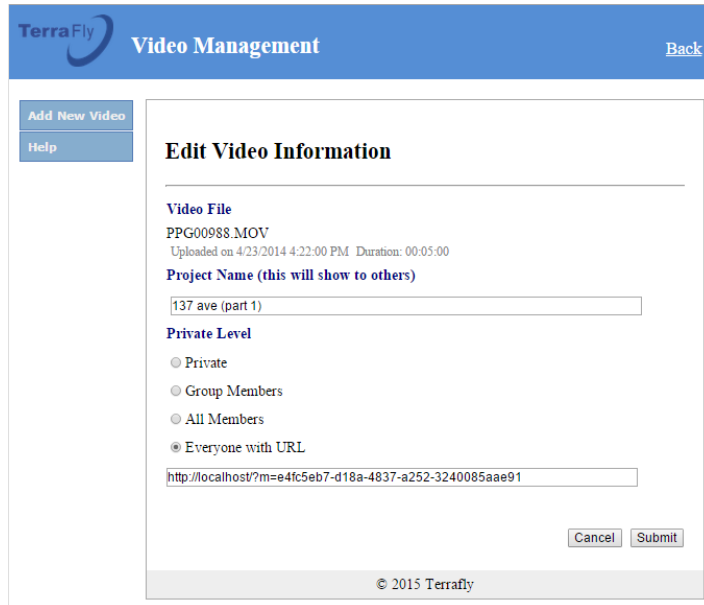 TerraFly
Video Management
Back
Add New Video
Help
Edit Video Information
Video File
PPG00988.MOV
Uploaded on 4/23/2014 4:22:00 PM Duration: 00:05:00
Project Name (this will show to others)
137 ave (part 1)
Private Level
Private
Group Members
All Members
Everyone with URL
http://localhost/?m=e4fc5eb7-d18a-4837-a252-3240085aae91
Cancel Submit
© 2015 Terrafly